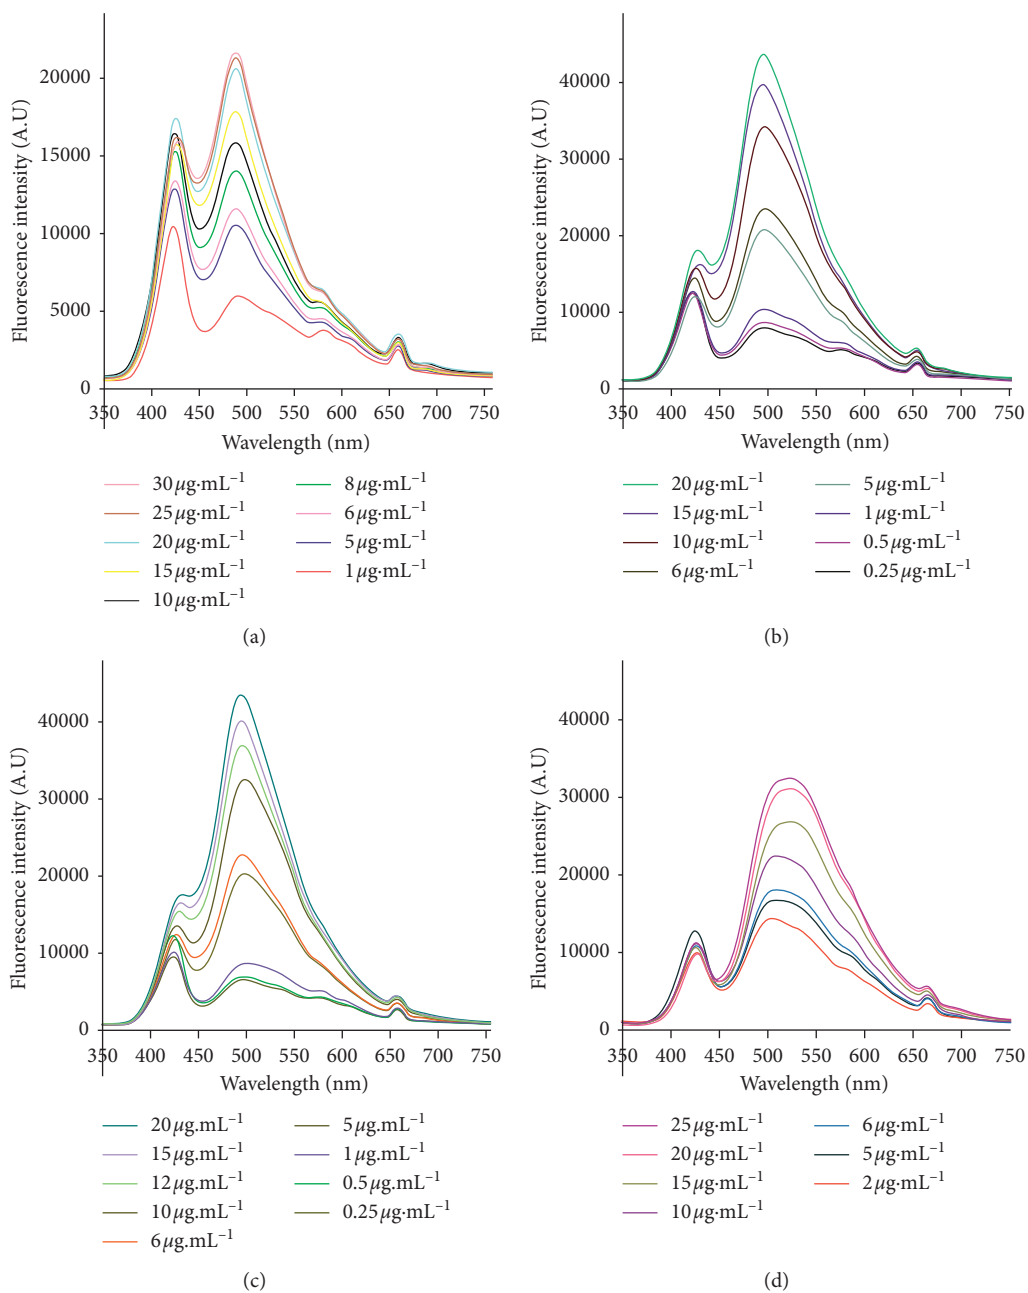 Fluorescence intensity (A.U)
20000
15000
10000
5000
0
350 400 450 500 550 600 650 700 750
Wavelength (nm)
30 μg·mL⁻¹ 8 μg·mL⁻¹
25 μg·mL⁻¹ 6 μg·mL⁻¹
20 μg·mL⁻¹ 5 μg·mL⁻¹
15 μg·mL⁻¹ 1 μg·mL⁻¹
10 μg·mL⁻¹
(a)
Fluorescence intensity (A.U)
40000
30000
20000
10000
0
350 400 450 500 550 600 650 700 750
Wavelength (nm)
20 μg·mL⁻¹ 5 μg·mL⁻¹
15 μg·mL⁻¹ 1 μg·mL⁻¹
10 μg·mL⁻¹ 0.5 μg·mL⁻¹
6 μg·mL⁻¹ 0.25 μg·mL⁻¹
(b)
Fluorescence intensity (A.U)
40000
30000
20000
10000
0
350 400 450 500 550 600 650 700 750
Wavelength (nm)
20 μg.mL⁻¹ 5 μg.mL⁻¹
15 μg.mL⁻¹ 1 μg.mL⁻¹
12 μg.mL⁻¹ 0.5 μg.mL⁻¹
10 μg.mL⁻¹ 0.25 μg·mL⁻¹
6 μg.mL⁻¹
(c)
Fluorescence intensity (A.U)
40000
30000
20000
10000
0
350 400 450 500 550 600 650 700 750
Wavelength (nm)
25 μg·mL⁻¹ 6 μg·mL⁻¹
20 μg·mL⁻¹ 5 μg·mL⁻¹
15 μg·mL⁻¹ 2 μg·mL⁻¹
10 μg·mL⁻¹
(d)